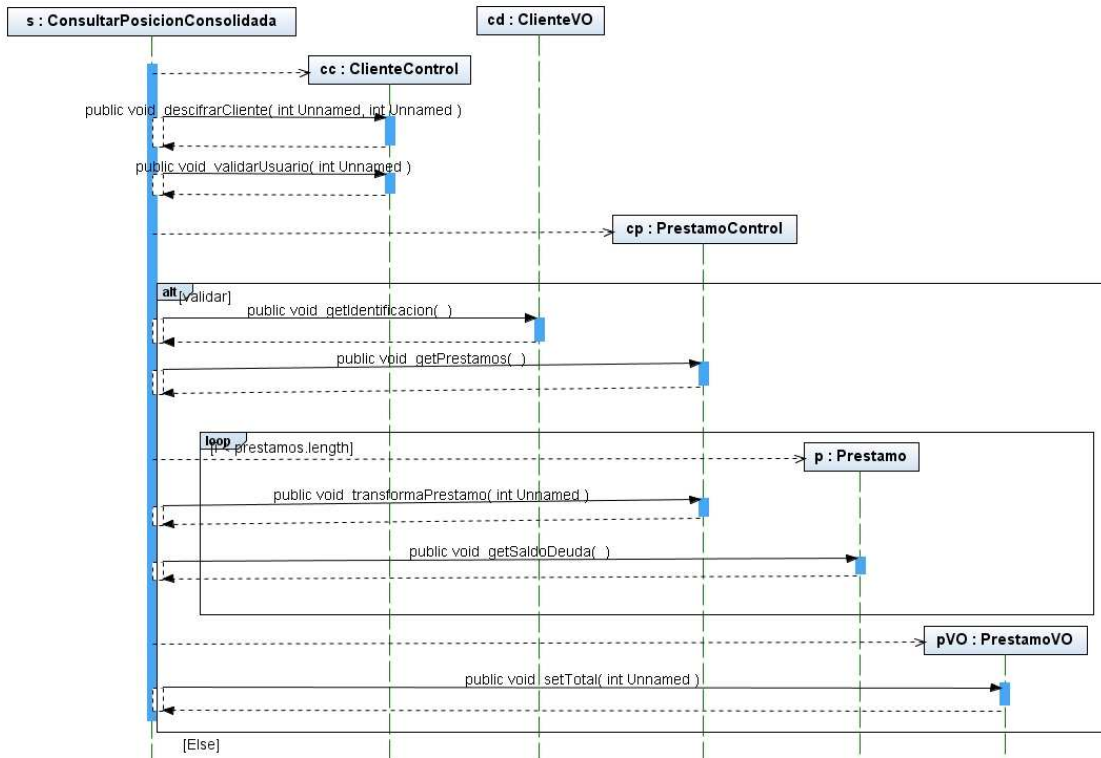 s : ConsultarPosicionConsolidada
cd : ClienteVO
cc : ClienteControl
public void descifrarCliente( int Unnamed, int Unnamed )
public void validarUsuario( int Unnamed )
cp : PrestamoControl
alt
[validar]
public void getIdentificacion( )
public void getPrestamos( )
loop
[i < prestamos.length]
p : Prestamo
public void transformaPrestamo( int Unnamed )
public void getSaldoDeuda( )
pVO : PrestamoVO
public void setTotal( int Unnamed )
[Else]